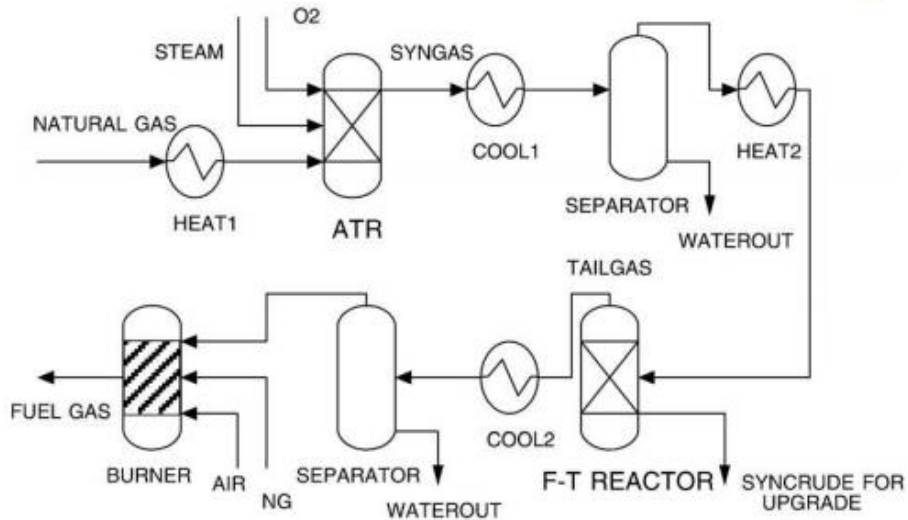 O2
STEAM
SYNGAS
NATURAL GAS
COOL1
HEAT2
HEAT1
ATR
SEPARATOR
WATEROUT
TAILGAS
FUEL GAS
COOL2
BURNER
AIR
NG
SEPARATOR
WATEROUT
F-T REACTOR
SYNCRUDE FOR
UPGRADE